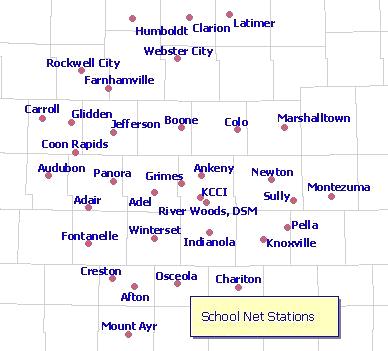 Humboldt
Clarion
Latimer
Webster City
Rockwell City
Farnhamville
Carroll
Glidden
Jefferson
Boone
Colo
Marshalltown
Coon Rapids
Audubon
Panora
Grimes
Ankeny
Newton
Adair
Adel
KCCI
Sully
Montezuma
River Woods, DSM
Fontanelle
Winterset
Indianola
Pella
Knoxville
Creston
Afton
Osceola
Chariton
School Net Stations
Mount Ayr